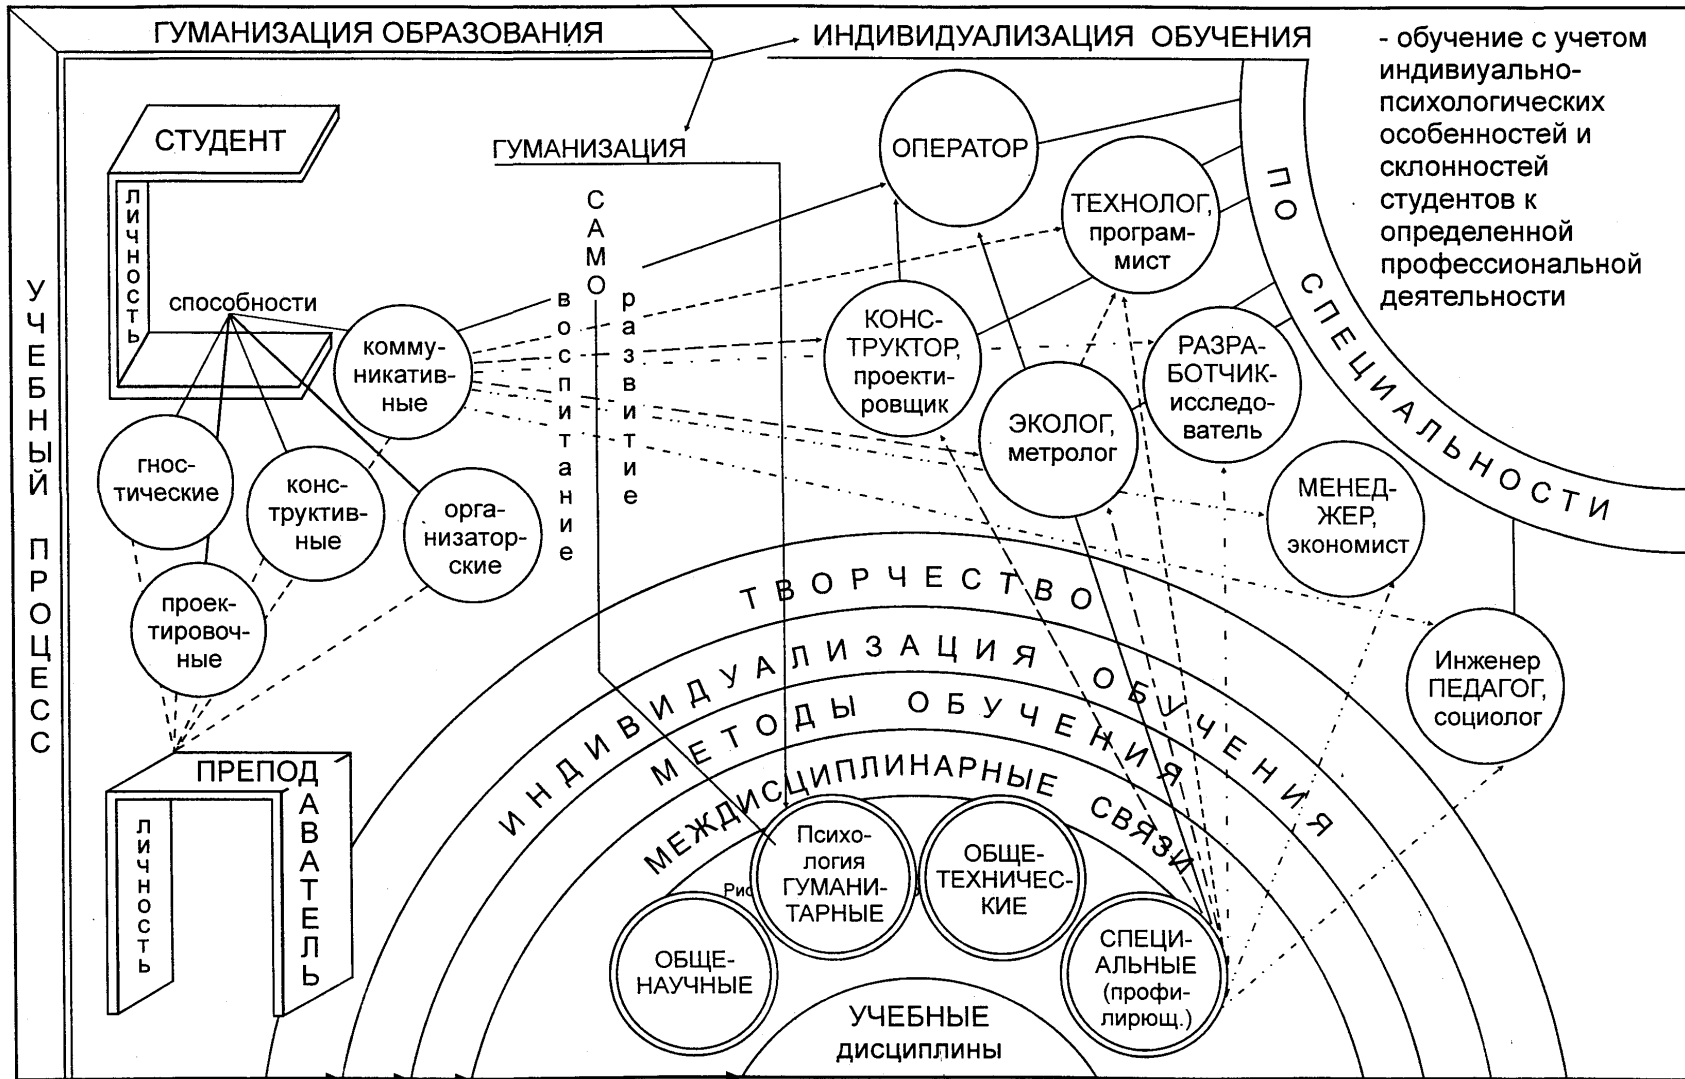 ГУМАНИЗАЦИЯ ОБРАЗОВАНИЯ
ИНДИВИДУАЛИЗАЦИЯ ОБУЧЕНИЯ
- обучение с учетом
индивиуально-
психологических
особенностей и
склонностей
студентов к
определенной
профессиональной
деятельности
УЧЕБНЫЙ ПРОЦЕСС
СТУДЕНТ
ЛИЧНОСТЬ
способности
гнос-
тические
проек-
тировоч-
ные
конс-
труктив-
ные
орга-
низатор-
ские
комму-
никатив-
ные
ГУМАНИЗАЦИЯ
САМО
воспитание
развитие
ОПЕРАТОР
ТЕХНОЛОГ,
програм-
мист
КОНС-
ТРУКТОР,
проекти-
ровщик
РАЗРА-
БОТЧИК-
исследо-
ватель
ЭКОЛОГ,
метролог
МЕНЕД-
ЖЕР,
экономист
Инженер
ПЕДАГОГ,
социолог
ПО СПЕЦИАЛЬНОСТИ
ПРЕПОДАВАТЕЛЬ
ЛИЧНОСТЬ
ТВОРЧЕСТВО
ИНДИВИДУАЛИЗАЦИЯ ОБУЧЕНИЯ
МЕТОДЫ ОБУЧЕНИЯ
МЕЖДИСЦИПЛИНАРНЫЕ СВЯЗИ
Рис
ОБЩЕ-
НАУЧНЫЕ
Психо-
логия
ГУМАНИ-
ТАРНЫЕ
ОБЩЕ-
ТЕХНИЧЕС-
КИЕ
СПЕЦИ-
АЛЬНЫЕ
(профи-
лирющ.)
УЧЕБНЫЕ
дисциплины